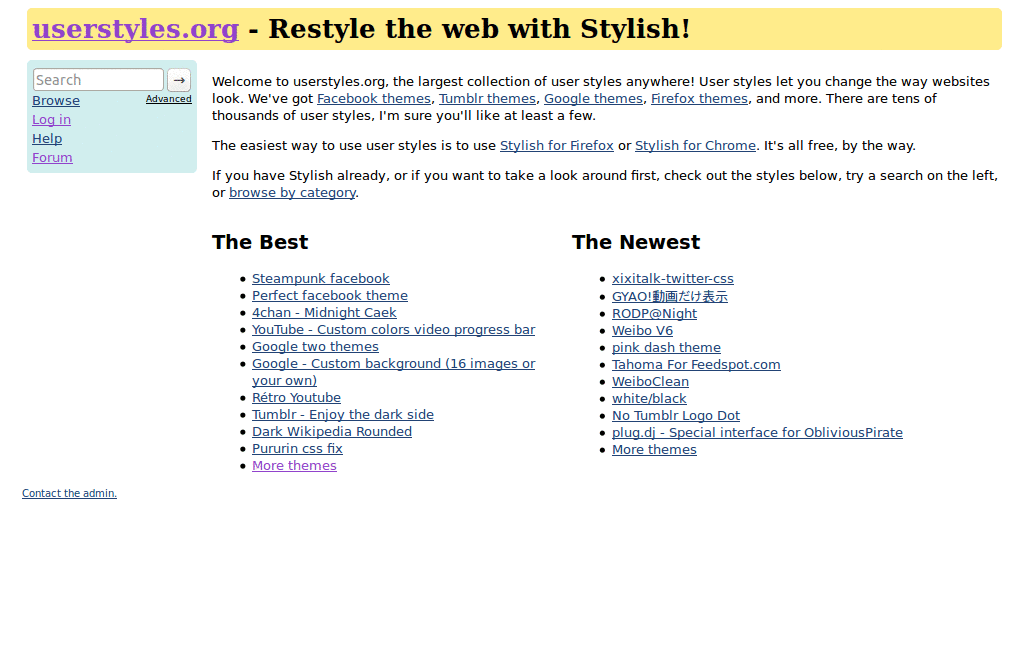 userstyles.org - Restyle the web with Stylish!
Search →
Browse Advanced
Log in
Help
Forum
Welcome to userstyles.org, the largest collection of user styles anywhere! User styles let you change the way websites
look. We've got Facebook themes, Tumblr themes, Google themes, Firefox themes, and more. There are tens of
thousands of user styles, I'm sure you'll like at least a few.
The easiest way to use user styles is to use Stylish for Firefox or Stylish for Chrome. It's all free, by the way.
If you have Stylish already, or if you want to take a look around first, check out the styles below, try a search on the left,
or browse by category.
The Best
Steampunk facebook
Perfect facebook theme
4chan - Midnight Caek
YouTube - Custom colors video progress bar
Google two themes
Google - Custom background (16 images or
your own)
Rétro Youtube
Tumblr - Enjoy the dark side
Dark Wikipedia Rounded
Pururin css fix
More themes
The Newest
xixitalk-twitter-css
GYAO!動画だけ表示
RODP@Night
Weibo V6
pink dash theme
Tahoma For Feedspot.com
WeiboClean
white/black
No Tumblr Logo Dot
plug.dj - Special interface for ObliviousPirate
More themes
Contact the admin.